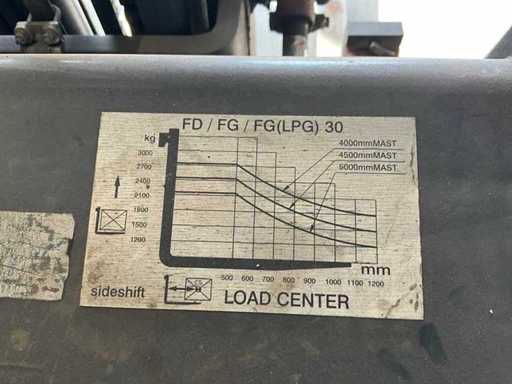 FD / FG / FG(LPG) 30
kg
3000
2700
2400
2100
1800
1500
1200
4000mmMAST
4500mmMAST
5000mmMAST
500 600 700 800 900 1000 1100 1200
mm
sideshift
LOAD CENTER